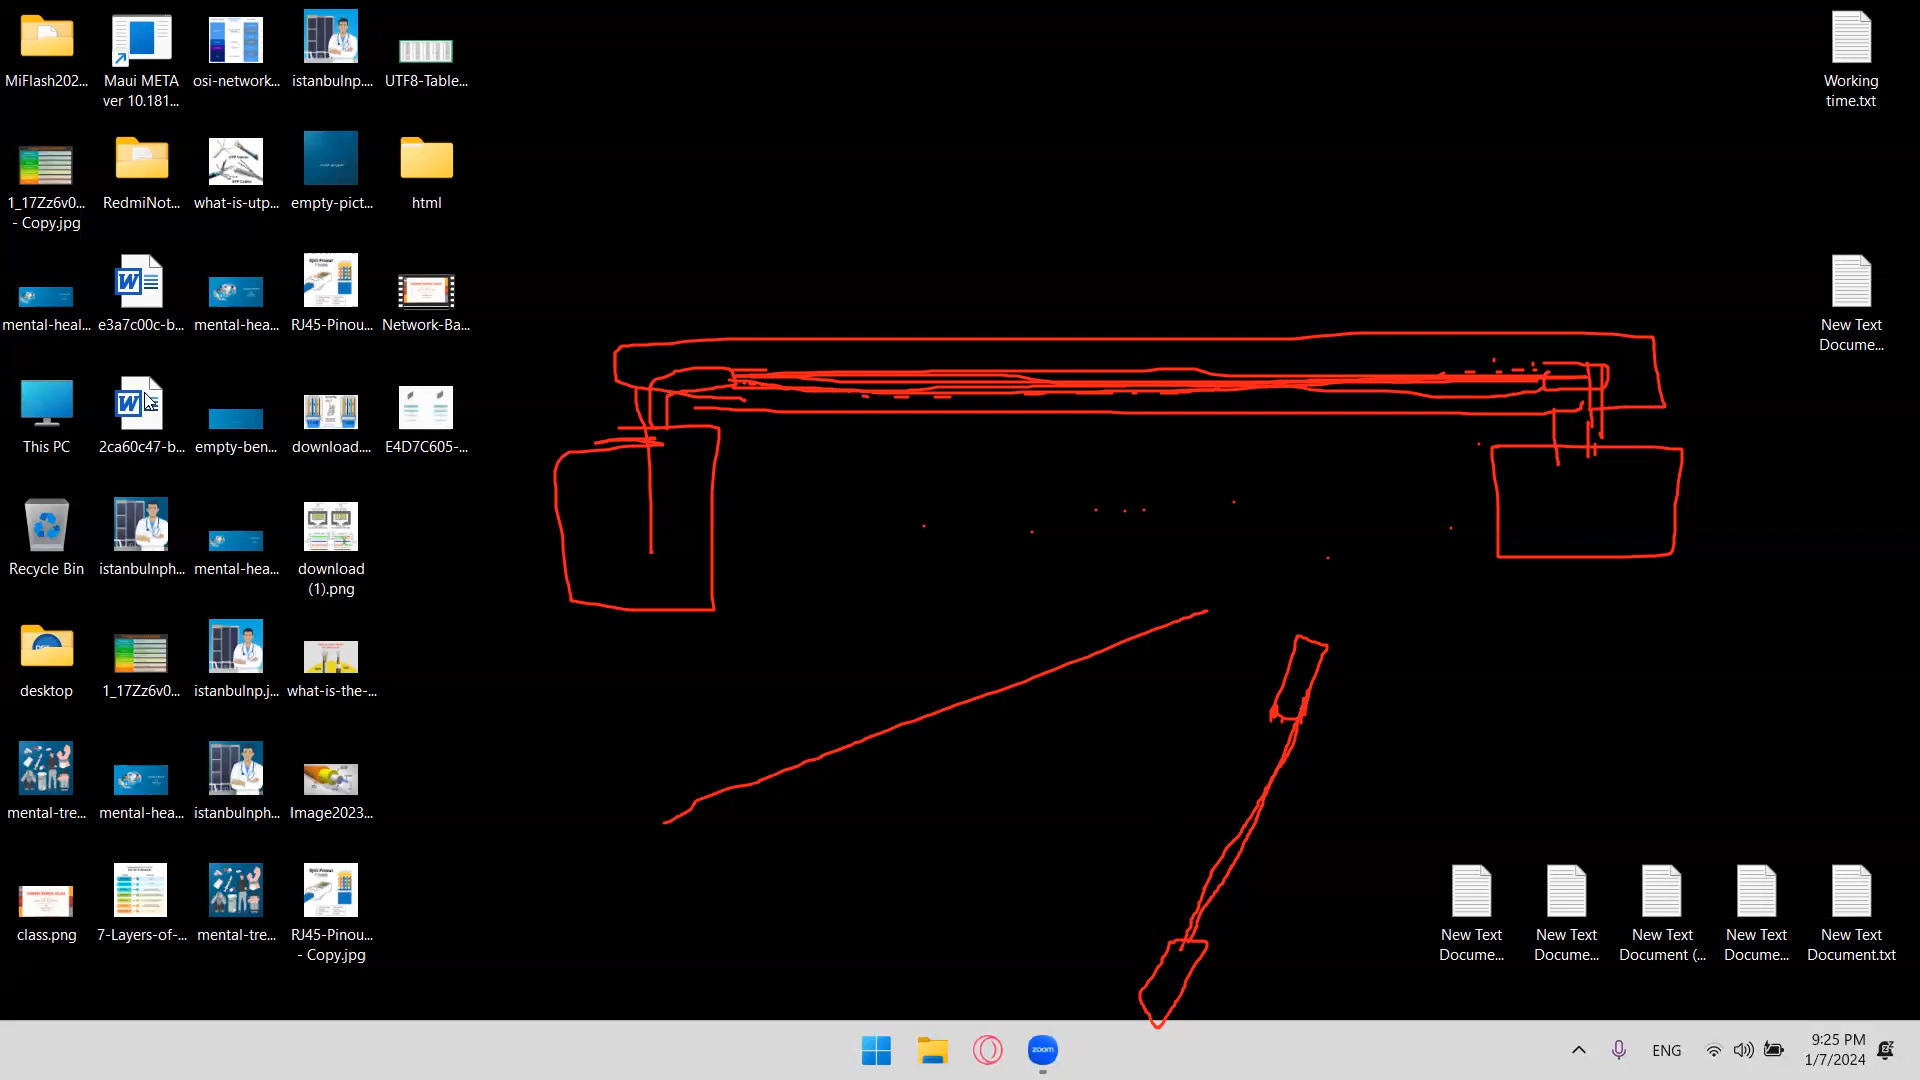 MiFlash202...
Maui META
ver 10.181...
osi-network...
istanbulnp....
UTF8-Table...
Working
time.txt
1_17Zz6v0...
- Copy.jpg
RedmiNot...
what-is-utp...
empty-pict...
html
mental-heal...
e3a7c00c-b...
mental-hea...
RJ45-Pinou...
Network-Ba...
New Text
Docume...
This PC
2ca60c47-b...
empty-ben...
download....
E4D7C605-...
Recycle Bin
istanbulnph...
mental-hea...
download
(1).png
desktop
1_17Zz6v0...
istanbulnp.j...
what-is-the-...
mental-tre...
mental-hea...
istanbulnph...
Image2023...
class.png
7-Layers-of-...
mental-tre...
RJ45-Pinou...
- Copy.jpg
New Text
Docume...
New Text
Docume...
New Text
Document (...
New Text
Docume...
New Text
Document.txt
zoom
ENG
9:25 PM
1/7/2024